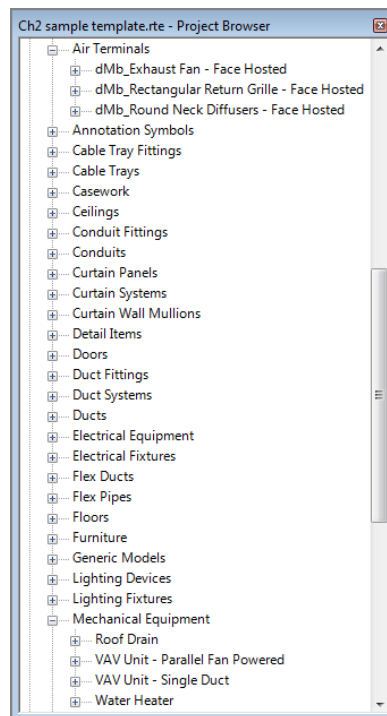 Ch2 sample template.rte - Project Browser
Air Terminals
dMb_Exhaust Fan - Face Hosted
dMb_Rectangular Return Grille - Face Hosted
dMb_Round Neck Diffusers - Face Hosted
Annotation Symbols
Cable Tray Fittings
Cable Trays
Casework
Ceilings
Conduit Fittings
Conduits
Curtain Panels
Curtain Systems
Curtain Wall Mullions
Detail Items
Doors
Duct Fittings
Duct Systems
Ducts
Electrical Equipment
Electrical Fixtures
Flex Ducts
Flex Pipes
Floors
Furniture
Generic Models
Lighting Devices
Lighting Fixtures
Mechanical Equipment
Roof Drain
VAV Unit - Parallel Fan Powered
VAV Unit - Single Duct
Water Heater